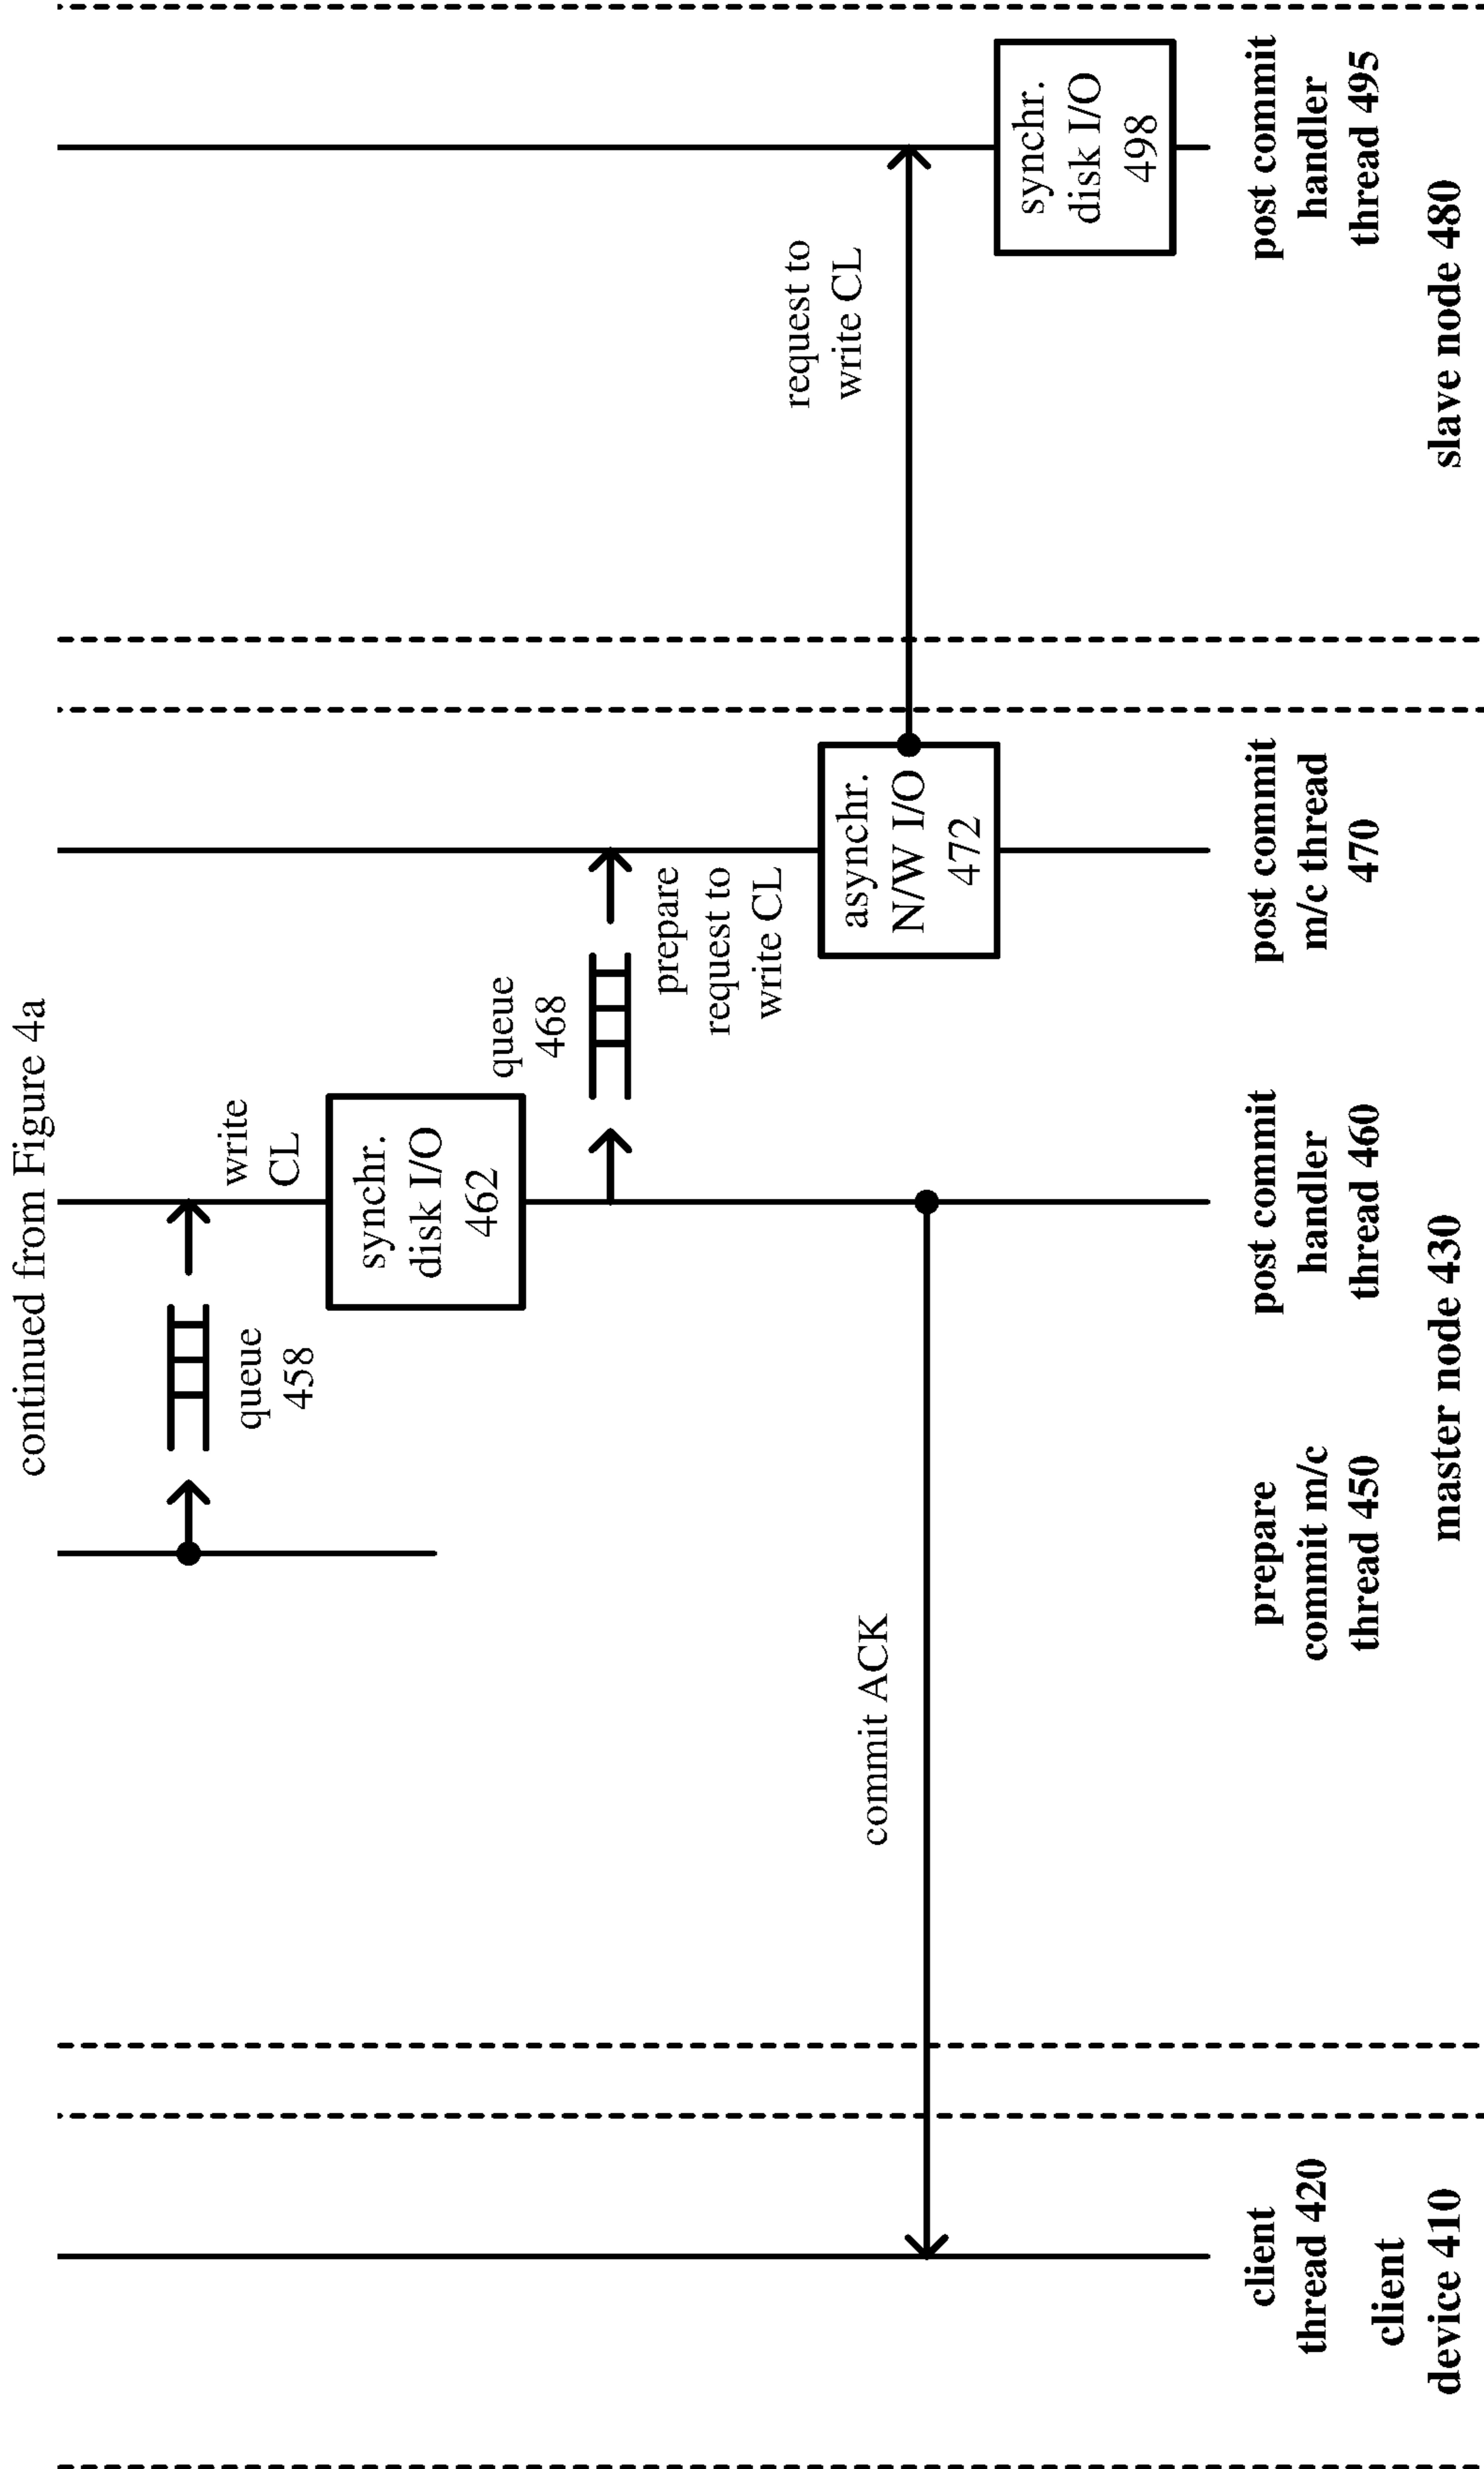 continued from Figure 4a
queue
458
write
CL
synchr.
disk I/O
462
queue
468
prepare
request to
write CL
asynchr.
N/W I/O
472
request to
write CL
commit ACK
synchr.
disk I/O
498
client
thread 420
client
device 410
prepare
commit m/c
thread 450
post commit
handler
thread 460
master node 430
post commit
m/c thread
470
post commit
handler
thread 495
slave node 480